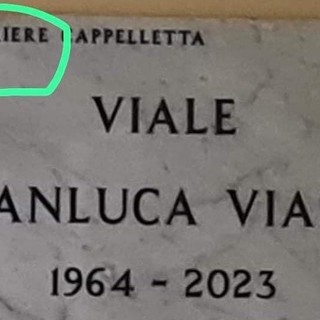 IERE CAPPELLETTA
VIALE
ANLUCA VIA
1964 - 2023